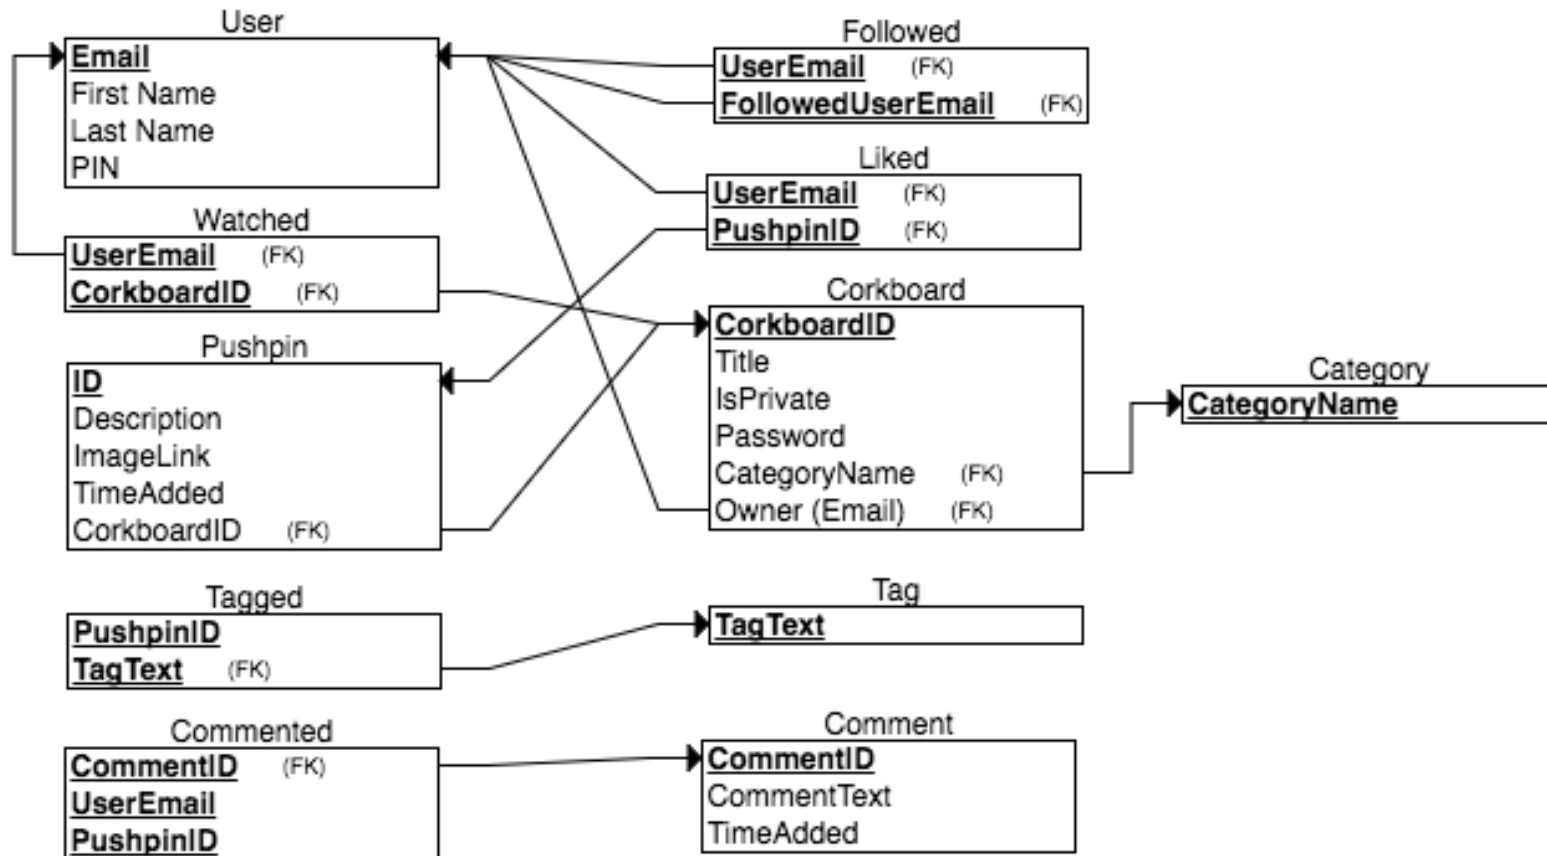 User
Email
First Name
Last Name
PIN
Watched
UserEmail (FK)
CorkboardID (FK)
Pushpin
ID
Description
ImageLink
TimeAdded
CorkboardID (FK)
Tagged
PushpinID
TagText (FK)
Commented
CommentID (FK)
UserEmail
PushpinID
Followed
UserEmail (FK)
FollowedUserEmail (FK)
Liked
UserEmail (FK)
PushpinID (FK)
Corkboard
CorkboardID
Title
IsPrivate
Password
CategoryName (FK)
Owner (Email) (FK)
Tag
TagText
Comment
CommentID
CommentText
TimeAdded
Category
CategoryName